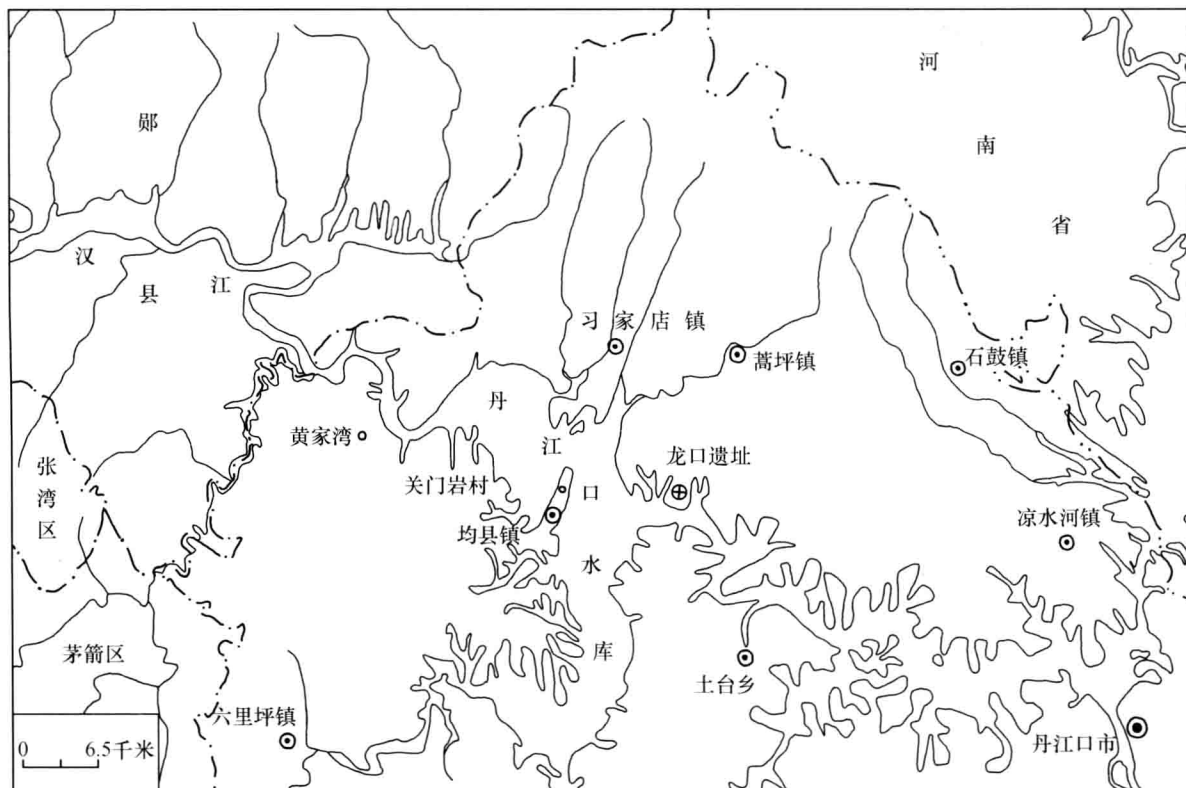 河
南
省
郧
县
汉
江
习家店镇
蒿坪镇
石鼓镇
丹
江
口
水
库
黄家湾
关门岩村
龙口遗址
均县镇
凉水河镇
张
湾
区
茅箭区
土台乡
六里坪镇
丹江口市
0 6.5千米